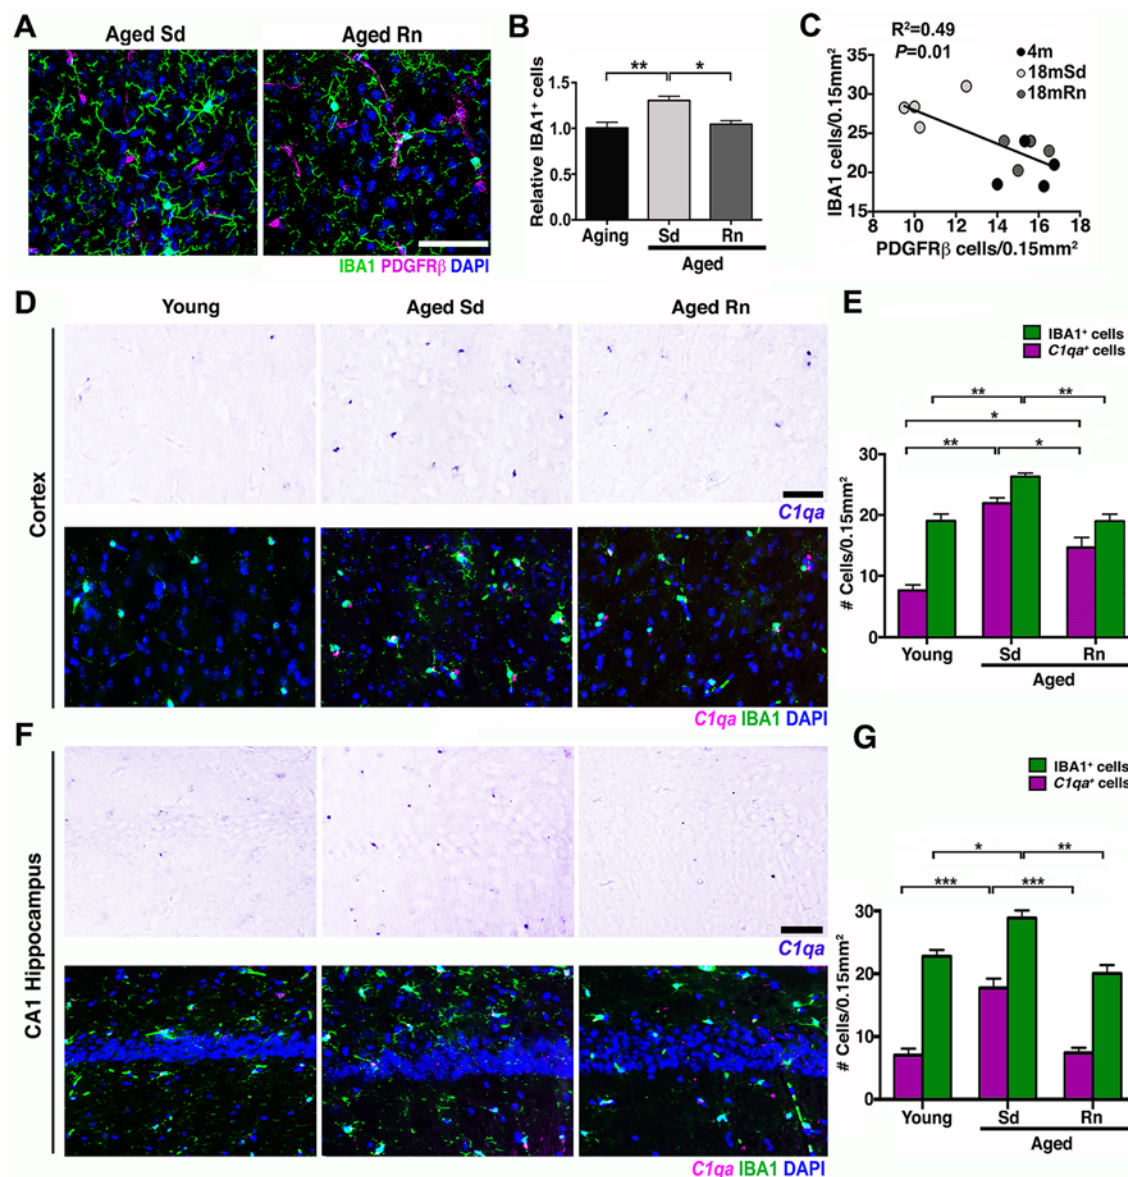 A
Aged Sd
Aged Rn
IBA1 PDGFRβ DAPI
B
Relative IBA1⁺ cells
1.5
1.0
0.5
0.0
** *
Aging Sd Rn
Aged
C
R²=0.49
P=0.01
4m
18mSd
18mRn
IBA1 cells/0.15mm²
35
30
25
20
15
8 10 12 14 16 18
PDGFRβ cells/0.15mm²
D
Young
Aged Sd
Aged Rn
Cortex
C1qa
C1qa IBA1 DAPI
E
IBA1⁺ cells
C1qa⁺ cells
** **
*
** *
# Cells/0.15mm²
30
20
10
0
Young Sd Rn
Aged
F
CA1 Hippocampus
C1qa
C1qa IBA1 DAPI
G
IBA1⁺ cells
C1qa⁺ cells
* **
*** ***
# Cells/0.15mm²
30
20
10
0
Young Sd Rn
Aged